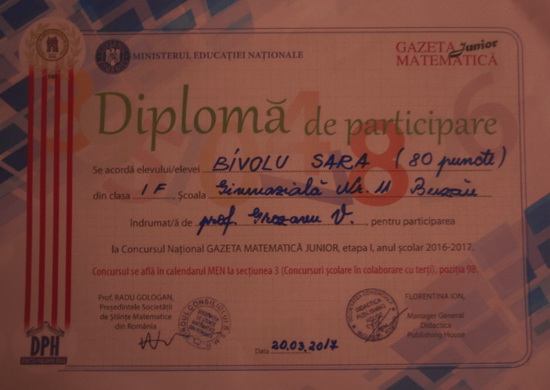 MINISTERUL EDUCAȚIEI NAȚIONALE
GAZETA Junior
MATEMATICĂ
Diplomă de participare
Se acordă elevului/elevei BÍVOLU SARA (80 puncte)
din clasa I F, Școala Gimnazială Nr. 11 Buzău
Îndrumat/ă de prof. V. pentru participarea
la Concursul Național GAZETA MATEMATICĂ JUNIOR, etapa I, anul școlar 2016-2017.
Concursul se află în calendarul MEN la secțiunea 3 (Concursuri școlare în colaborare cu terți), poziția 98.
Prof. RADU GOLOGAN,
Președintele Societății
de Științe Matematice
din România
FLORENTINA ION,
Manager General
Didactica
Publishing House
DPH
Data 20.03.2017